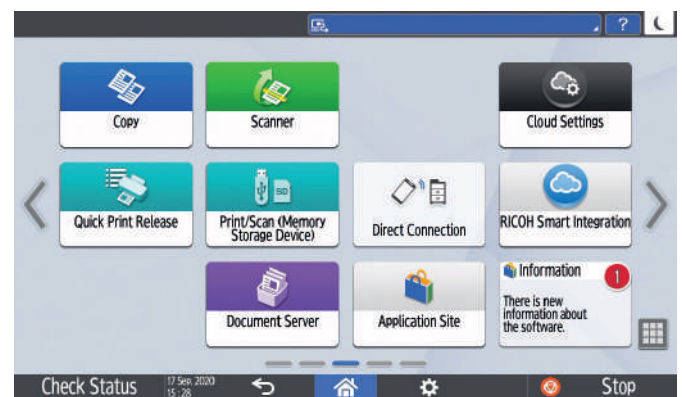 ?
Copy
Scanner
Cloud Settings
SD
Quick Print Release
Print/Scan (Memory
Storage Device)
Direct Connection
RICOH Smart Integration
Document Server
Application Site
Information
1
There is new
information about
the software.
Check Status
17 Sep. 2020
15:28
Stop